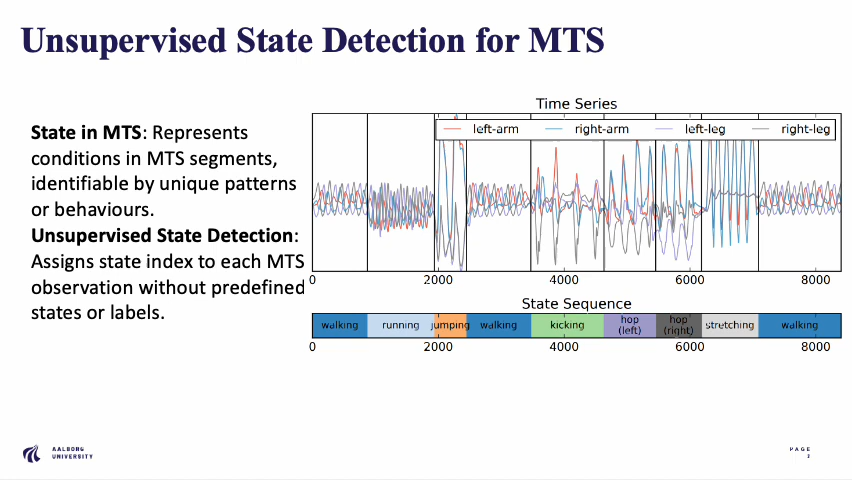 Unsupervised State Detection for MTS
State in MTS: Represents
conditions in MTS segments,
identifiable by unique patterns
or behaviours.
Unsupervised State Detection:
Assigns state index to each MTS
observation without predefined
states or labels.
Time Series
left-arm right-arm left-leg right-leg
0 2000 4000 6000 8000
State Sequence
walking running jumping walking kicking hop (left) hop (right) stretching walking
0 2000 4000 6000 8000
AALBORG
UNIVERSITY
PAGE